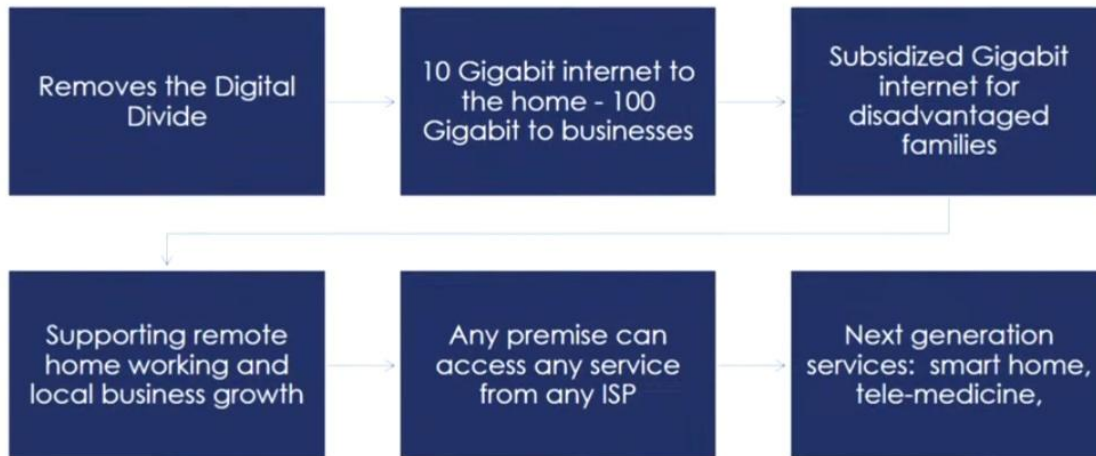 Removes the Digital
Divide
10 Gigabit internet to
the home - 100
Gigabit to businesses
Subsidized Gigabit
internet for
disadvantaged
families
Supporting remote
home working and
local business growth
Any premise can
access any service
from any ISP
Next generation
services:  smart home,
tele-medicine,